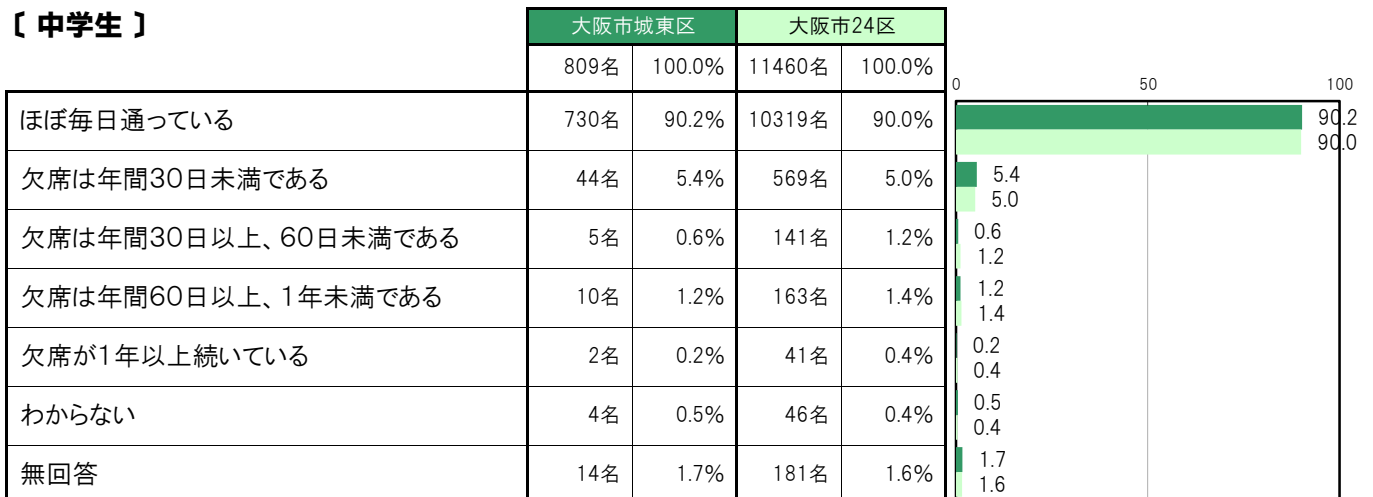 〔 中学生 〕
大阪市城東区 大阪市24区
809名 100.0% 11460名 100.0%
0 50 100
ほぼ毎日通っている 730名 90.2% 10319名 90.0% 90.2
90.0
欠席は年間30日未満である 44名 5.4% 569名 5.0% 5.4
5.0
欠席は年間30日以上、60日未満である 5名 0.6% 141名 1.2% 0.6
1.2
欠席は年間60日以上、1年未満である 10名 1.2% 163名 1.4% 1.2
1.4
欠席が1年以上続いている 2名 0.2% 41名 0.4% 0.2
0.4
わからない 4名 0.5% 46名 0.4% 0.5
0.4
無回答 14名 1.7% 181名 1.6% 1.7
1.6